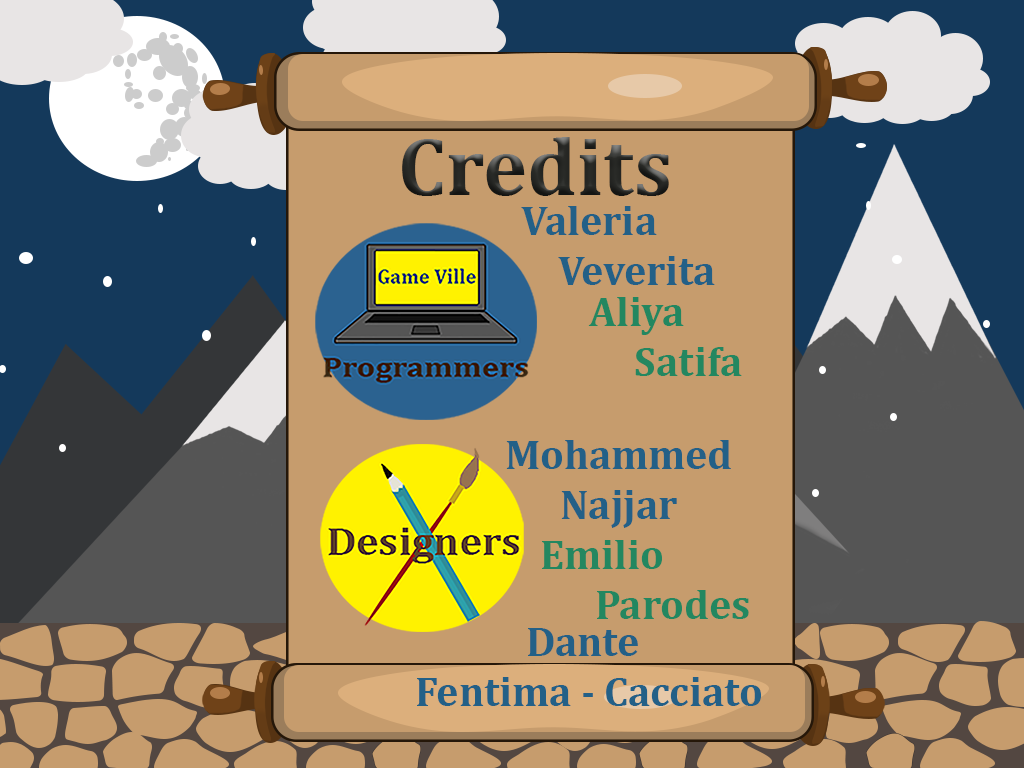 Credits
Game Ville
Programmers
Valeria
Veverita
Aliya
Satifa
Designers
Mohammed
Najjar
Emilio
Parodes
Dante
Fentima - Cacciato